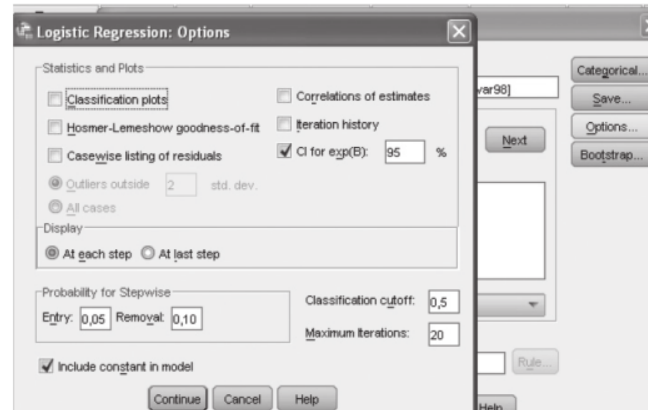 Logistic Regression: Options
Statistics and Plots
Classification plots
Correlations of estimates
Hosmer-Lemeshow goodness-of-fit
Iteration history
Casewise listing of residuals
CI for exp(B): 95 %
Outliers outside 2 std. dev.
All cases
Display
At each step At last step
Probability for Stepwise
Entry: 0,05 Removal: 0,10
Classification cutoff: 0,5
Maximum Iterations: 20
Include constant in model
Continue Cancel Help
var98]
Next
Categorical...
Save...
Options...
Bootstrap...
Rule...
Help